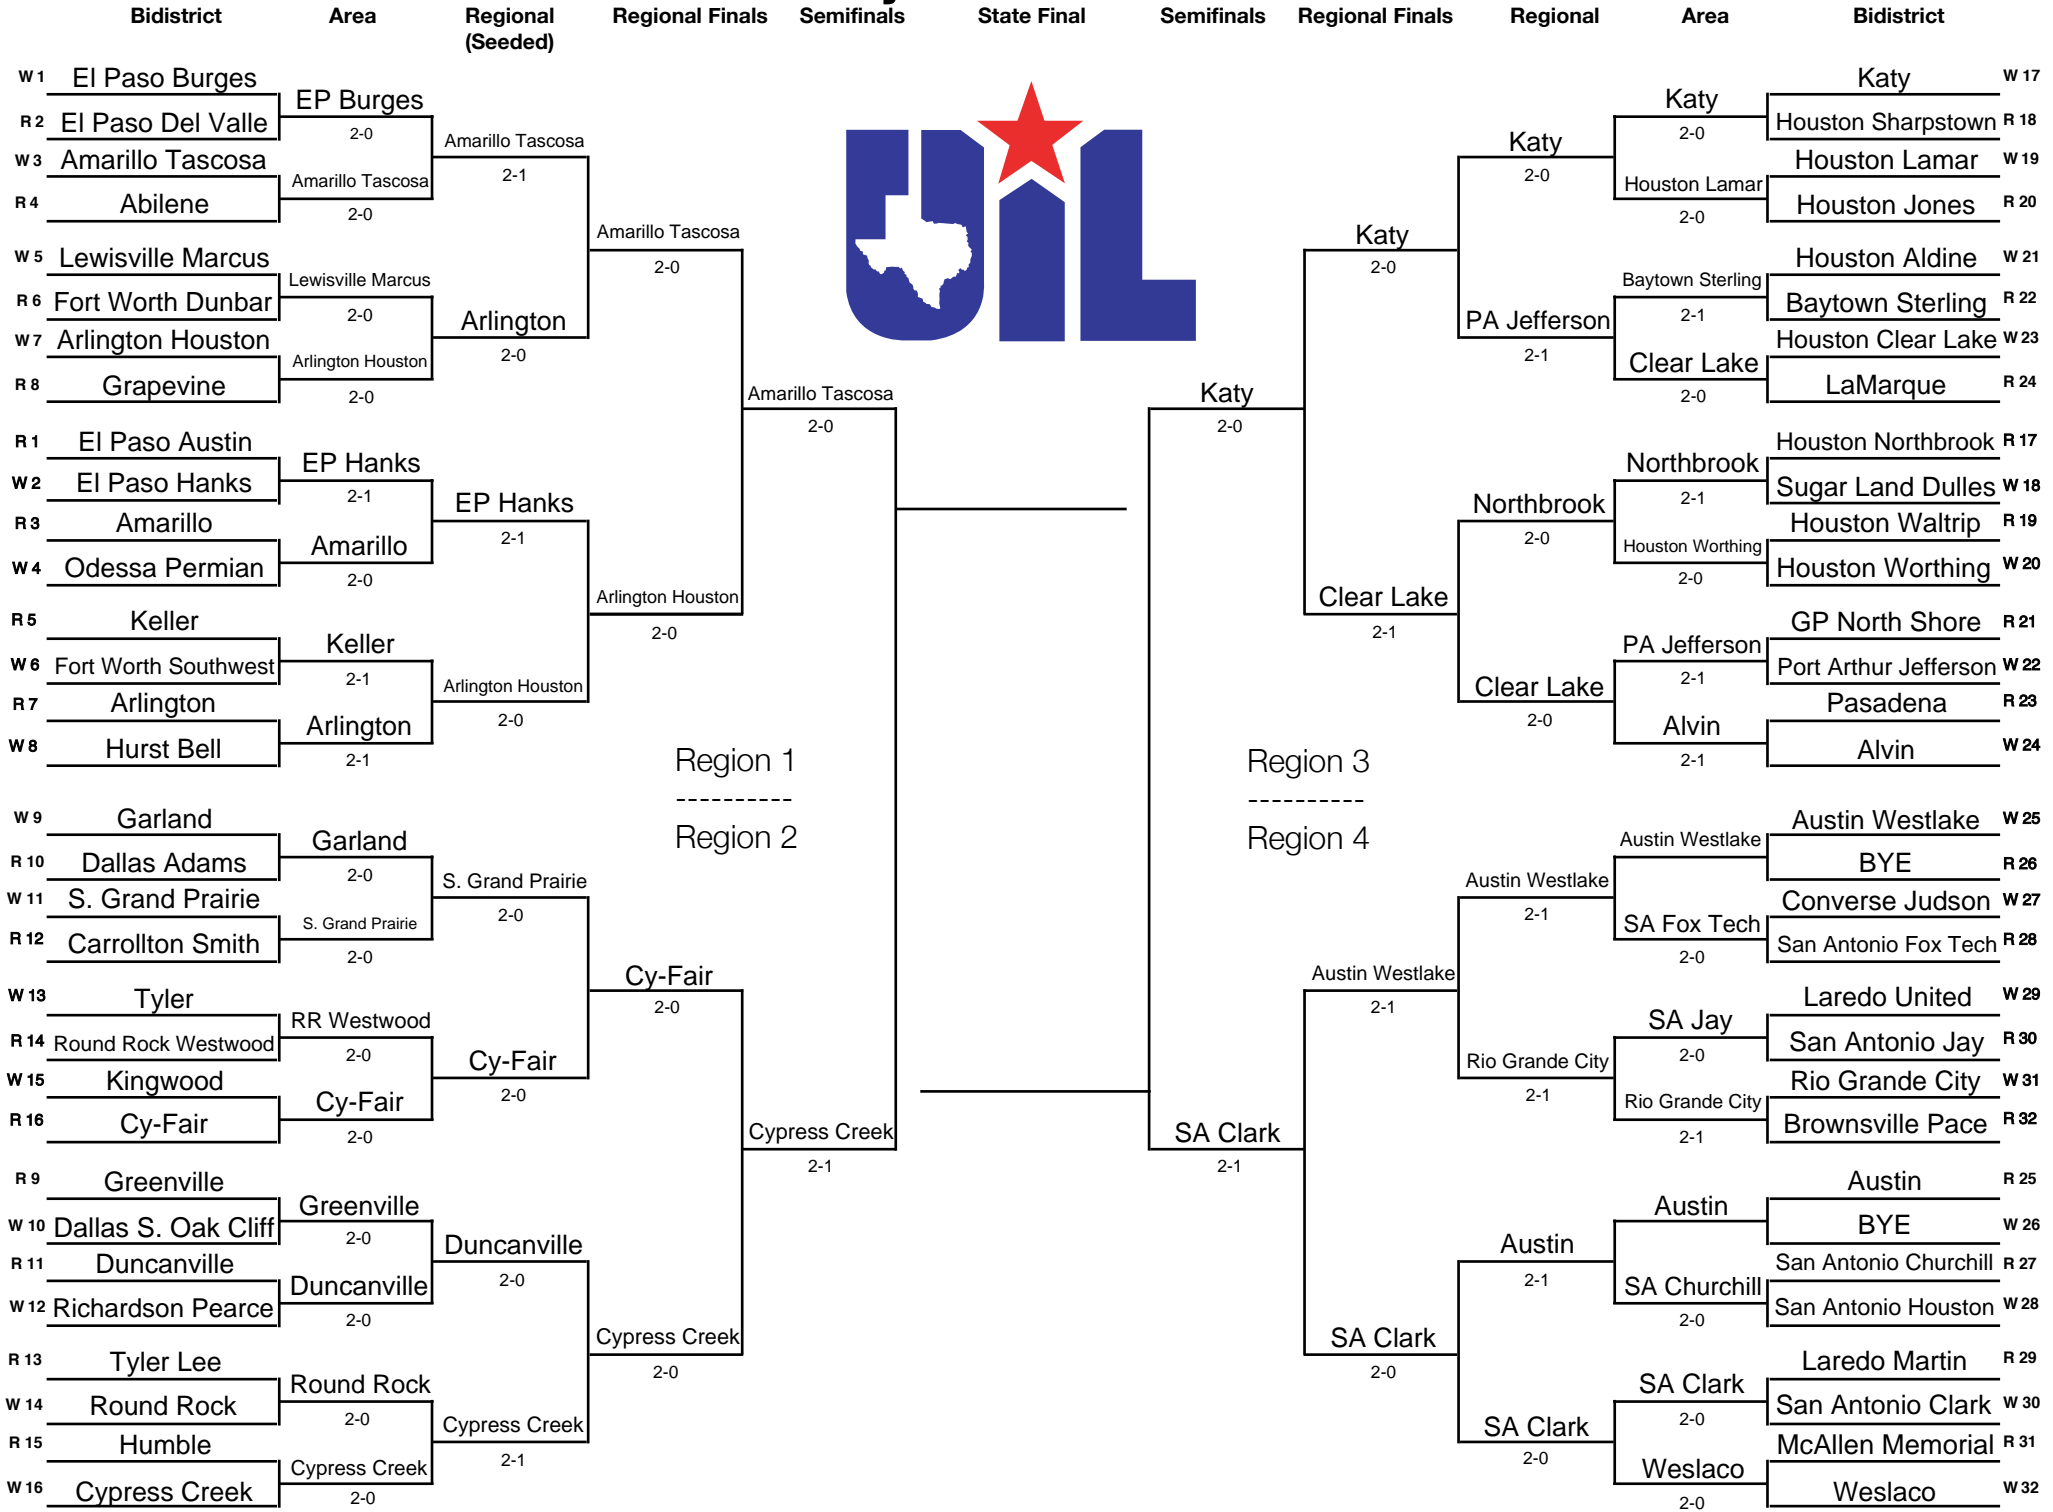 Bidistrict Area Regional (Seeded) Regional Finals Semifinals State Final Semifinals Regional Finals Regional Area Bidistrict
W 1 El Paso Burges
EP Burges
2-0
R 2 El Paso Del Valle
Amarillo Tascosa
2-1
W 3 Amarillo Tascosa
Amarillo Tascosa
2-0
R 4 Abilene
Amarillo Tascosa
2-0
W 5 Lewisville Marcus
Lewisville Marcus
2-0
R 6 Fort Worth Dunbar
Arlington
2-0
W 7 Arlington Houston
Arlington Houston
2-0
R 8 Grapevine
Amarillo Tascosa
2-0
R 1 El Paso Austin
EP Hanks
2-1
W 2 El Paso Hanks
EP Hanks
2-1
R 3 Amarillo
Amarillo
2-0
W 4 Odessa Permian
Arlington Houston
2-0
R 5 Keller
Keller
2-1
W 6 Fort Worth Southwest
Arlington Houston
2-0
R 7 Arlington
Arlington
2-1
W 8 Hurst Bell
Region 1
----------
Region 2
W 9 Garland
Garland
2-0
R 10 Dallas Adams
S. Grand Prairie
2-0
W 11 S. Grand Prairie
S. Grand Prairie
2-0
R 12 Carrollton Smith
Cy-Fair
2-0
W 13 Tyler
RR Westwood
2-0
R 14 Round Rock Westwood
Cy-Fair
2-0
W 15 Kingwood
Cy-Fair
2-0
R 16 Cy-Fair
Cypress Creek
2-1
R 9 Greenville
Greenville
2-0
W 10 Dallas S. Oak Cliff
Duncanville
2-0
R 11 Duncanville
Duncanville
2-0
W 12 Richardson Pearce
Cypress Creek
2-0
R 13 Tyler Lee
Round Rock
2-0
W 14 Round Rock
Cypress Creek
2-1
R 15 Humble
Cypress Creek
2-0
W 16 Cypress Creek
UIL
Katy W 17
Katy
2-0
Houston Sharpstown R 18
Katy
2-0
Houston Lamar W 19
Houston Lamar
2-0
Houston Jones R 20
Katy
2-0
Houston Aldine W 21
Baytown Sterling
2-1
Baytown Sterling R 22
PA Jefferson
2-1
Houston Clear Lake W 23
Clear Lake
2-0
LaMarque R 24
Katy
2-0
Houston Northbrook R 17
Northbrook
2-1
Sugar Land Dulles W 18
Northbrook
2-0
Houston Waltrip R 19
Houston Worthing
2-0
Houston Worthing W 20
Clear Lake
2-1
GP North Shore R 21
PA Jefferson
2-1
Port Arthur Jefferson W 22
Clear Lake
2-0
Pasadena R 23
Alvin
2-1
Alvin W 24
Region 3
----------
Region 4
Austin Westlake W 25
Austin Westlake
BYE R 26
Austin Westlake
2-1
Converse Judson W 27
SA Fox Tech
2-0
San Antonio Fox Tech R 28
Austin Westlake
2-1
Laredo United W 29
SA Jay
2-0
San Antonio Jay R 30
Rio Grande City
2-1
Rio Grande City W 31
Rio Grande City
2-1
Brownsville Pace R 32
SA Clark
2-1
Austin R 25
Austin
BYE W 26
Austin
2-1
San Antonio Churchill R 27
SA Churchill
2-0
San Antonio Houston W 28
SA Clark
2-0
Laredo Martin R 29
SA Clark
2-0
San Antonio Clark W 30
SA Clark
2-0
McAllen Memorial R 31
Weslaco
2-0
Weslaco W 32